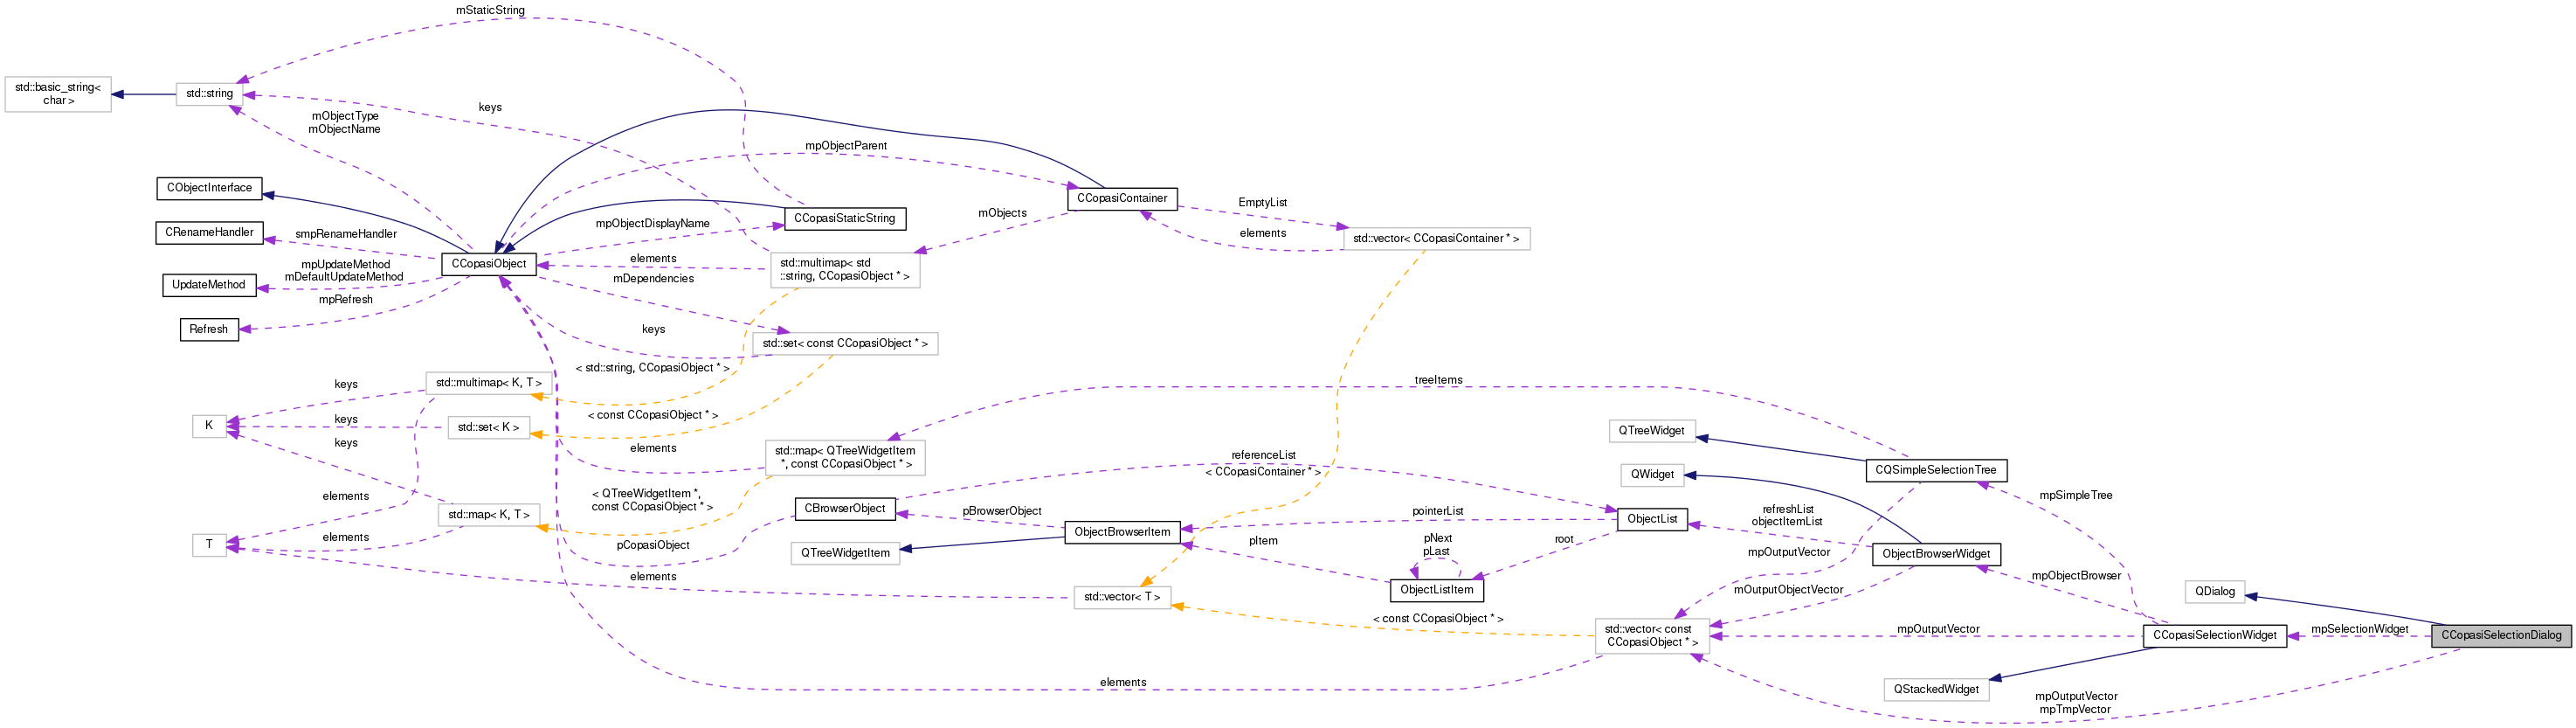 mStaticString
std::basic_string<
char >
std::string
keys
mObjectType
mObjectName
mpObjectParent
CObjectInterface
CCopasiContainer
EmptyList
mObjects
CCopasiStaticString
mpObjectDisplayName
CRenameHandler
smpRenameHandler
elements
std::vector< CCopasiContainer * >
CCopasiObject
elements
std::multimap< std
::string, CCopasiObject * >
mpUpdateMethod
mDefaultUpdateMethod
mDependencies
UpdateMethod
mpRefresh
Refresh
keys
std::set< const CCopasiObject * >
< std::string, CCopasiObject * >
keys
std::multimap< K, T >
treeItems
< const CCopasiObject * >
K
keys
std::set< K >
QTreeWidget
keys
elements
std::map< QTreeWidgetItem
*, const CCopasiObject * >
referenceList
< CCopasiContainer * >
QWidget
CQSimpleSelectionTree
elements
< QTreeWidgetItem *,
const CCopasiObject * >
CBrowserObject
mpSimpleTree
std::map< K, T >
pBrowserObject
pointerList
ObjectList
refreshList
objectItemList
T
elements
pCopasiObject
QTreeWidgetItem
ObjectBrowserItem
pItem
pNext
pLast
root
mpOutputVector
ObjectBrowserWidget
elements
std::vector< T >
ObjectListItem
mOutputObjectVector
mpObjectBrowser
QDialog
< const CCopasiObject * >
std::vector< const
CCopasiObject * >
mpOutputVector
CCopasiSelectionWidget
mpSelectionWidget
CCopasiSelectionDialog
elements
QStackedWidget
mpOutputVector
mpTmpVector